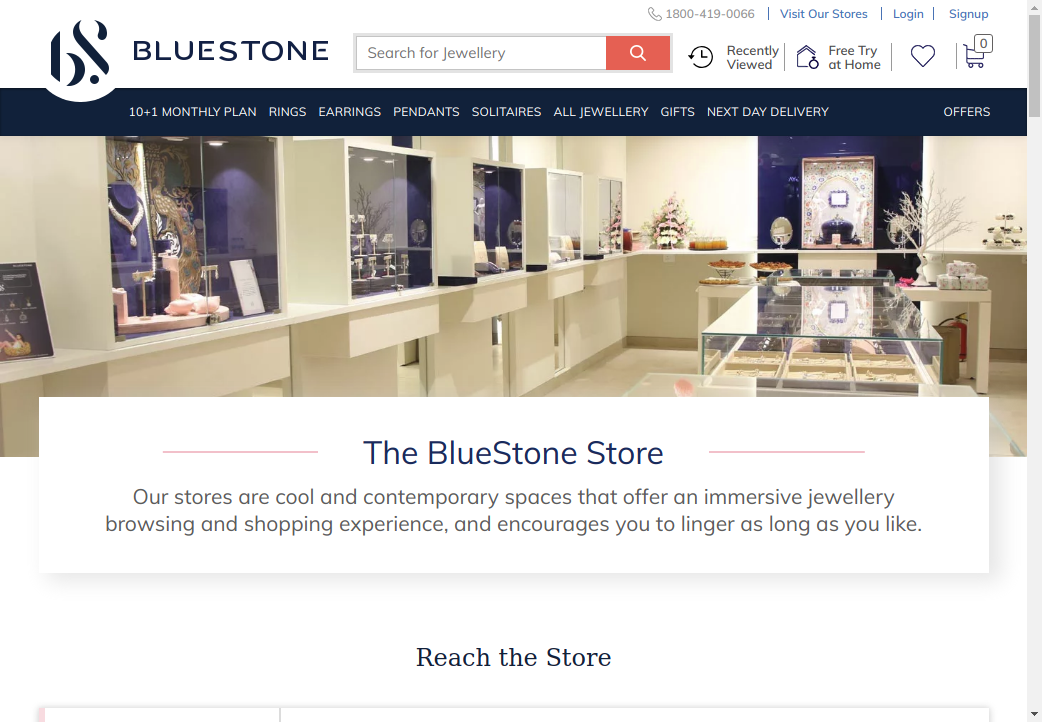 1800-419-0066
Visit Our Stores
Login
Signup
BLUESTONE
Search for Jewellery
Recently
Viewed
Free Try
at Home
0
10+1 MONTHLY PLAN RINGS EARRINGS PENDANTS SOLITAIRES ALL JEWELLERY GIFTS NEXT DAY DELIVERY OFFERS
The BlueStone Store
Our stores are cool and contemporary spaces that offer an immersive jewellery
browsing and shopping experience, and encourages you to linger as long as you like.
Reach the Store